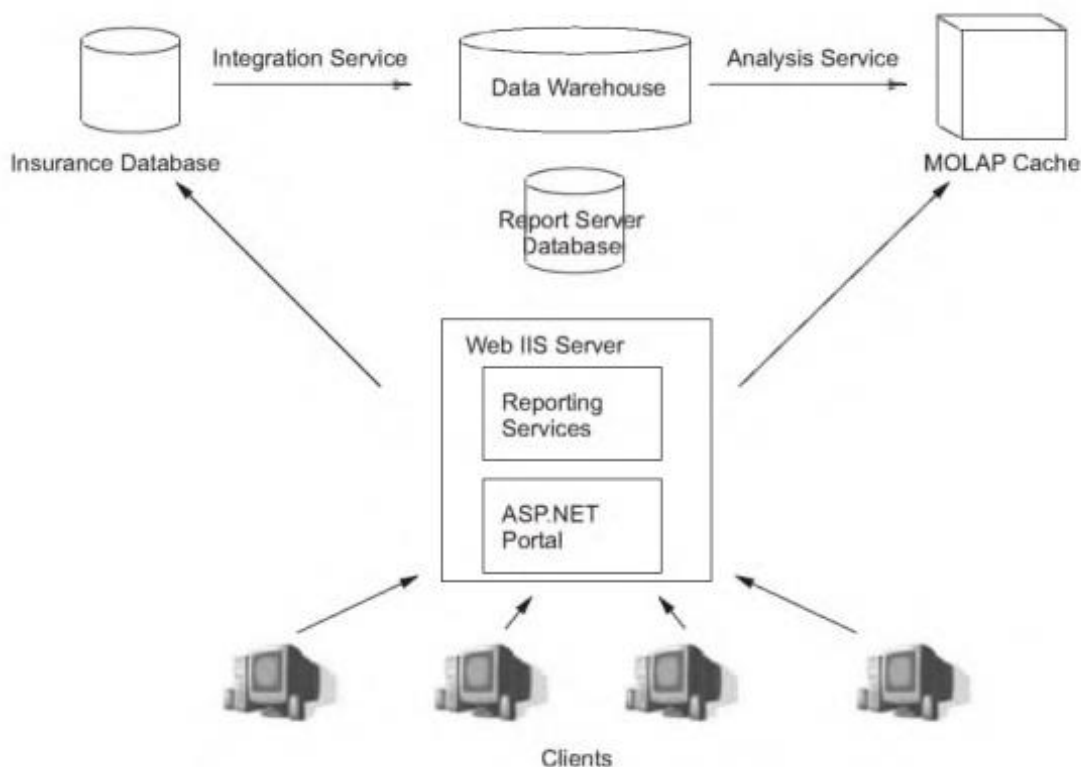 Integration Service
Data Warehouse
Analysis Service
Insurance Database
MOLAP Cache
Report Server
Database
Web IIS Server
Reporting
Services
ASP.NET
Portal
Clients